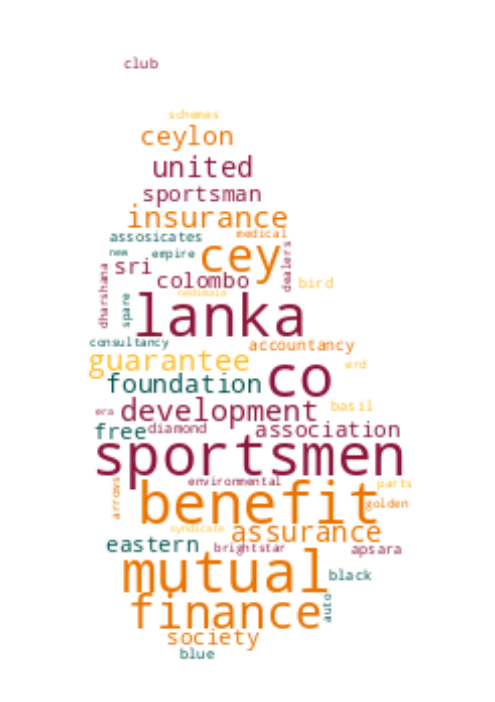 club
schemes
ceylon
united
sportsman
insurance
assosicates medical
new empire cey dealers
sri colombo bird
dharshana spare redimaia
lanka
consultancy accountancy
guarantee erd
foundation co
era development basil
free diamond association
sportsmen
arrows environmental parts
benefit golden
syndicate assurance
eastern brightstar apsara
mutual black
finance auto
society
blue